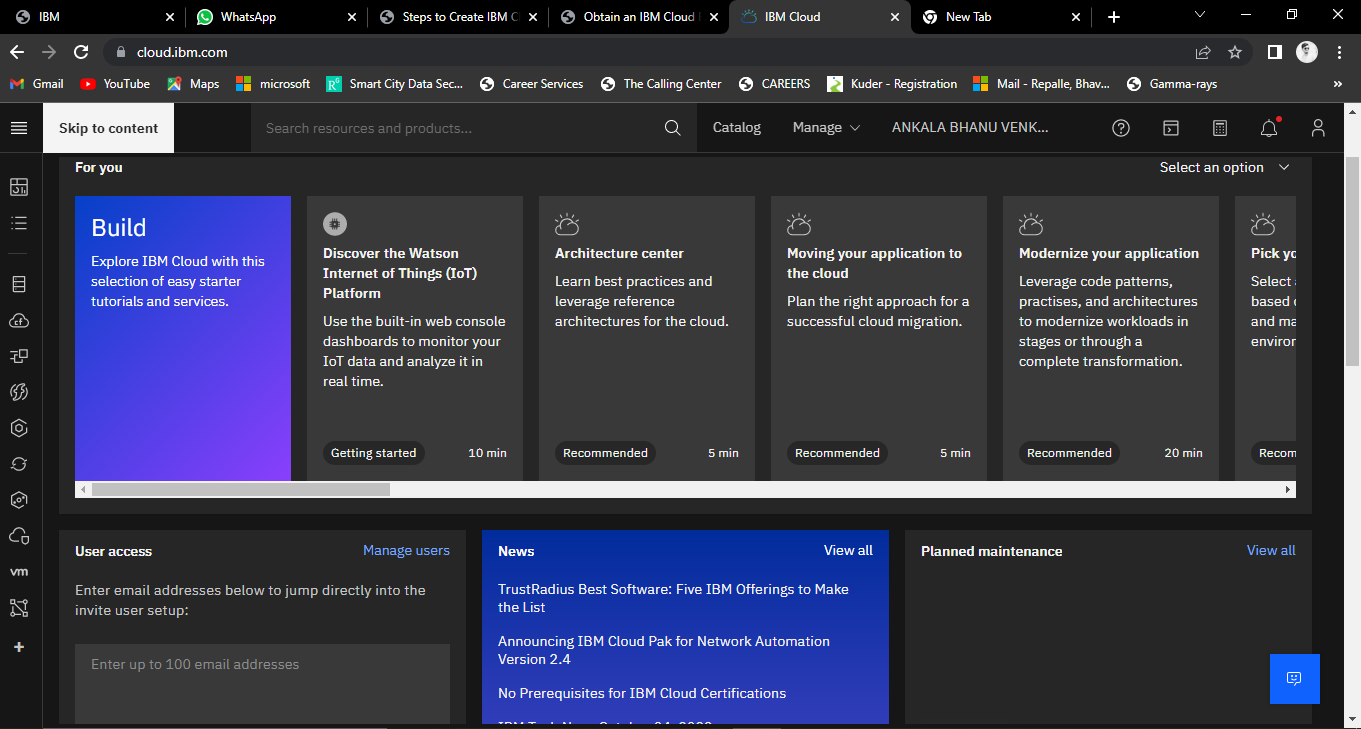 IBM
WhatsApp
Steps to Create IBM C
Obtain an IBM Cloud
IBM Cloud
New Tab
cloud.ibm.com
Gmail
YouTube
Maps
microsoft
Smart City Data Sec...
Career Services
The Calling Center
CAREERS
Kuder - Registration
Mail - Repalle, Bhav...
Gamma-rays
Skip to content
Search resources and products...
Catalog
Manage
ANKALA BHANU VENK...
For you
Select an option
Build
Explore IBM Cloud with this
selection of easy starter
tutorials and services.
Discover the Watson
Internet of Things (IoT)
Platform
Use the built-in web console
dashboards to monitor your
IoT data and analyze it in
real time.
Getting started
10 min
Architecture center
Learn best practices and
leverage reference
architectures for the cloud.
Recommended
5 min
Moving your application to
the cloud
Plan the right approach for a
successful cloud migration.
Recommended
5 min
Modernize your application
Leverage code patterns,
practises, and architectures
to modernize workloads in
stages or through a
complete transformation.
Recommended
20 min
Pick yo
Select
based
and ma
environ
Recom
vm
User access
Manage users
Enter email addresses below to jump directly into the
invite user setup:
Enter up to 100 email addresses
News
View all
TrustRadius Best Software: Five IBM Offerings to Make
the List
Announcing IBM Cloud Pak for Network Automation
Version 2.4
No Prerequisites for IBM Cloud Certifications
Planned maintenance
View all